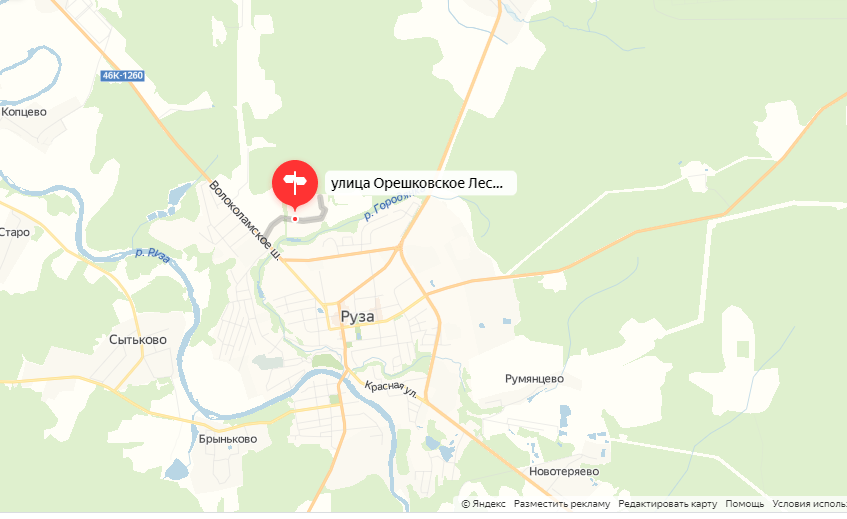 46К-1260
Копцево
улица Орешковское Лес...
Волоколамское ш.
Старо
р. Руза
Руза
Сытьково
Красная ул.
Румянцево
Брыньково
Новотеряево
© Яндекс Разместить рекламу Редактировать карту Помощь Условия исполь